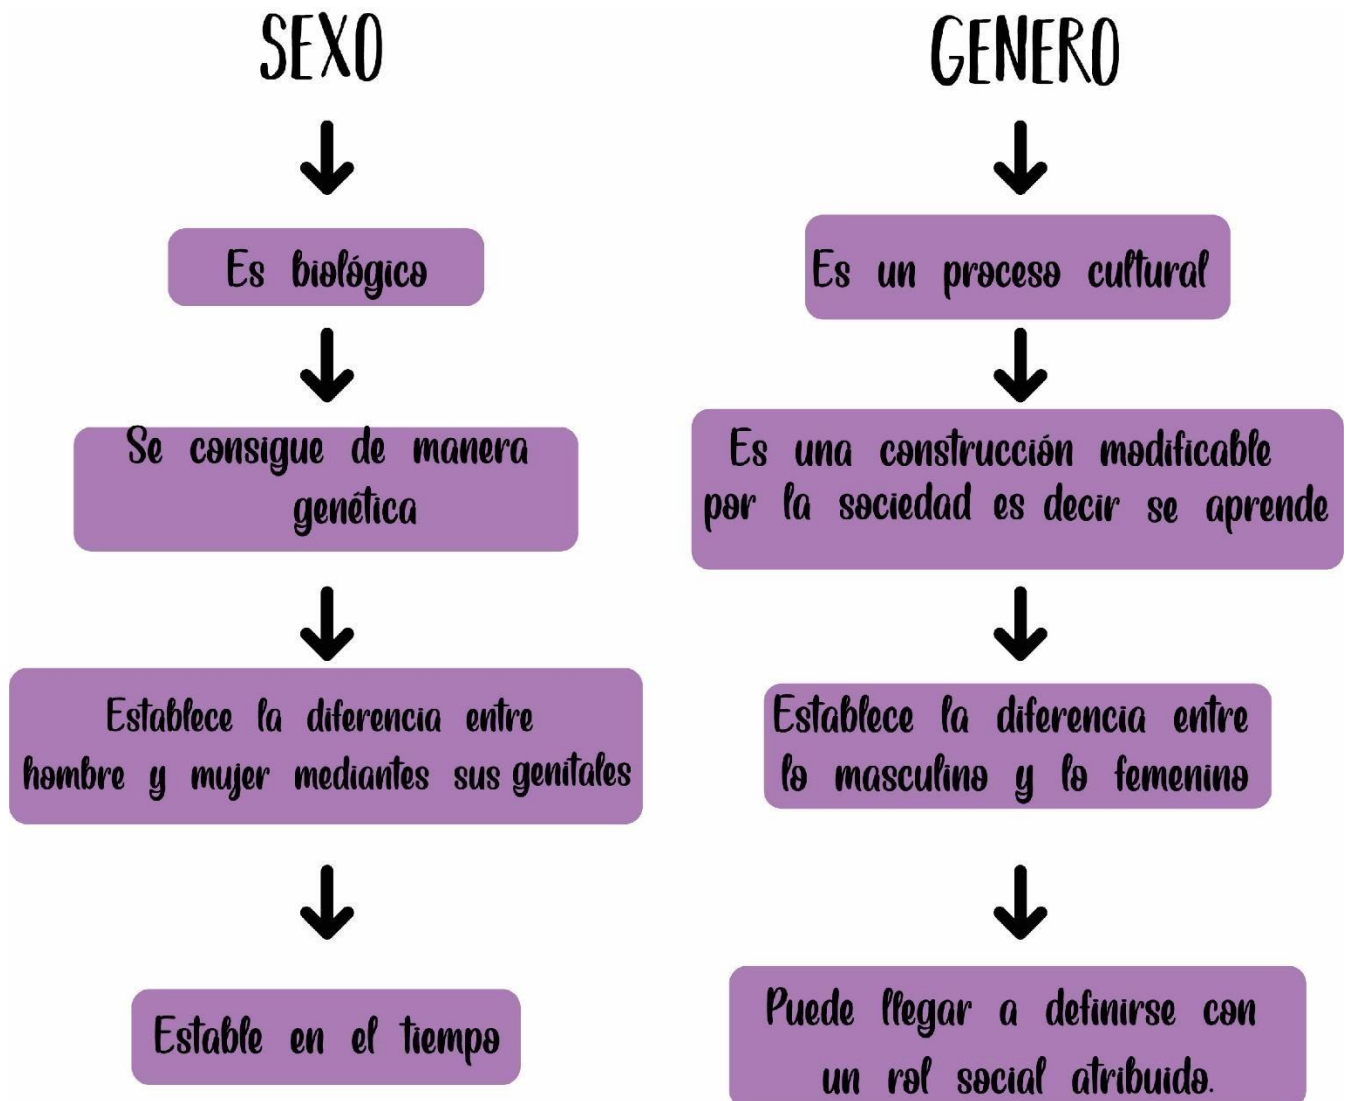 SEXO
Es biológico
Se consigue de manera
genética
Establece la diferencia entre
hombre y mujer mediantes sus genitales
Estable en el tiempo
GENERO
Es un proceso cultural
Es una construcción modificable
por la sociedad es decir se aprende
Establece la diferencia entre
lo masculino y lo femenino
Puede llegar a definirse con
un rol social atribuido.